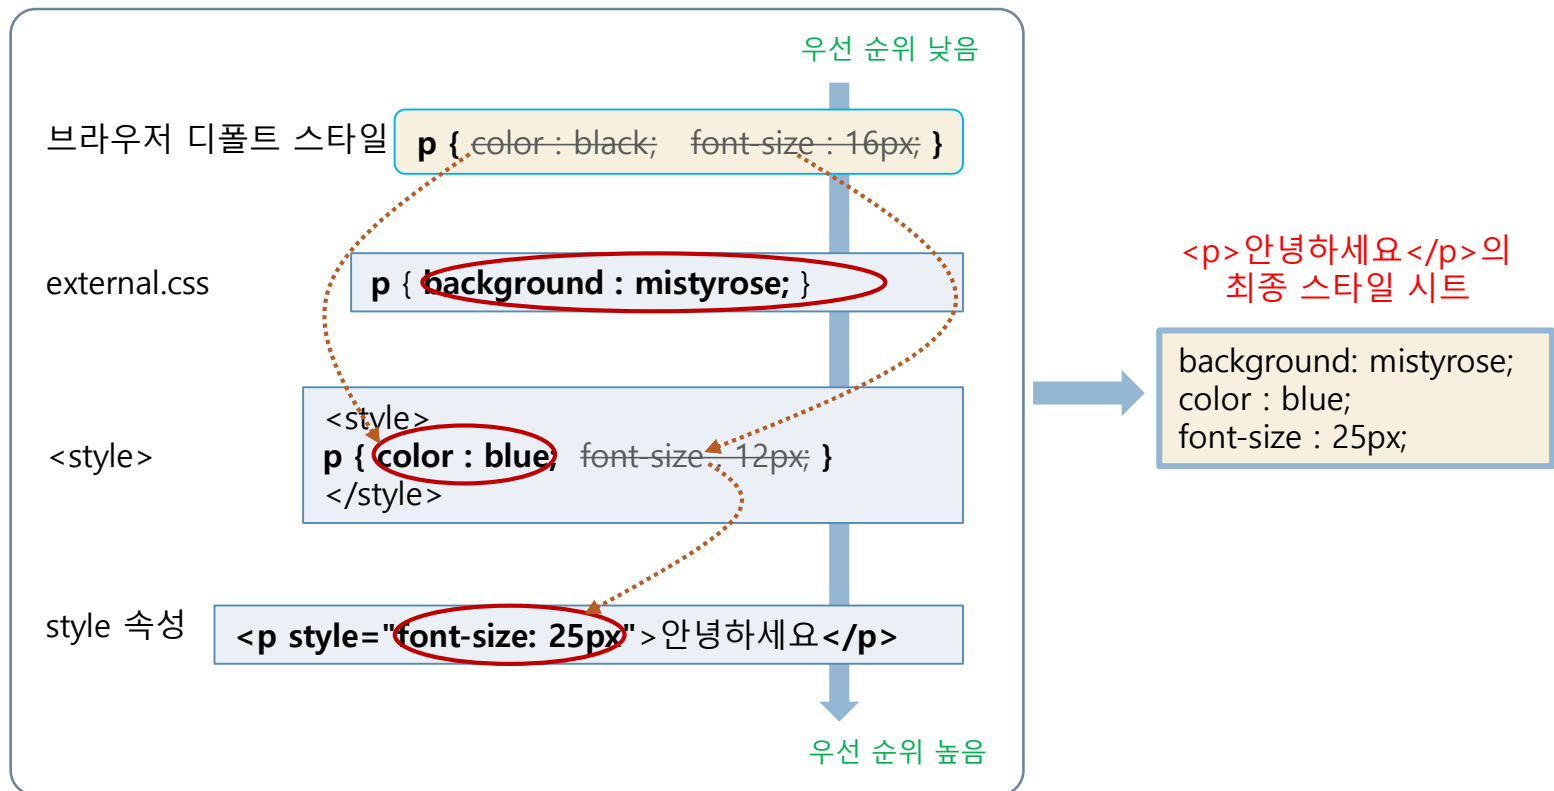 우선 순위 낮음
브라우저 디폴트 스타일
p { color : black; font-size : 16px; }
external.css
p { background : mistyrose; }
<style>
<style>
p { color : blue; font-size : 12px; }
</style>
style 속성
<p style="font-size: 25px">안녕하세요</p>
우선 순위 높음
<p>안녕하세요</p>의
최종 스타일 시트
background: mistyrose;
color : blue;
font-size : 25px;